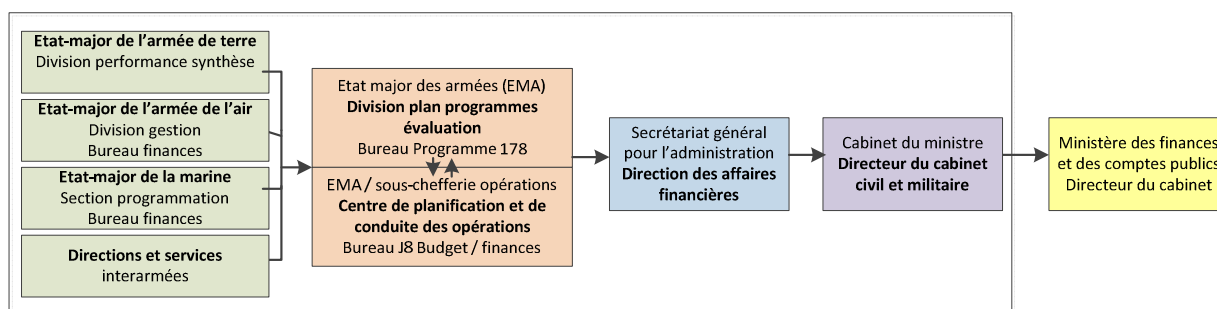 Etat-major de l'armée de terre
Division performance synthèse
Etat-major de l'armée de l'air
Division gestion
Bureau finances
Etat-major de la marine
Section programmation
Bureau finances
Directions et services
interarmées
Etat major des armées (EMA)
Division plan programmes
évaluation
Bureau Programme 178
EMA / sous-chefferie opérations
Centre de planification et de
conduite des opérations
Bureau J8 Budget / finances
Secrétariat général
pour l'administration
Direction des affaires
financières
Cabinet du ministre
Directeur du cabinet
civil et militaire
Ministère des finances
et des comptes publics
Directeur du cabinet